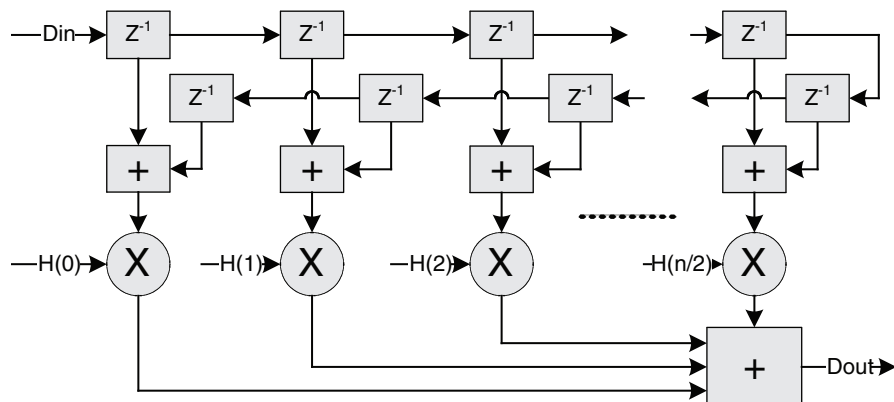 Din Z-1 Z-1 Z-1 Z-1
Z-1 Z-1 Z-1 Z-1
+ + + +
H(0) X H(1) X H(2) X H(n/2) X
+ Dout